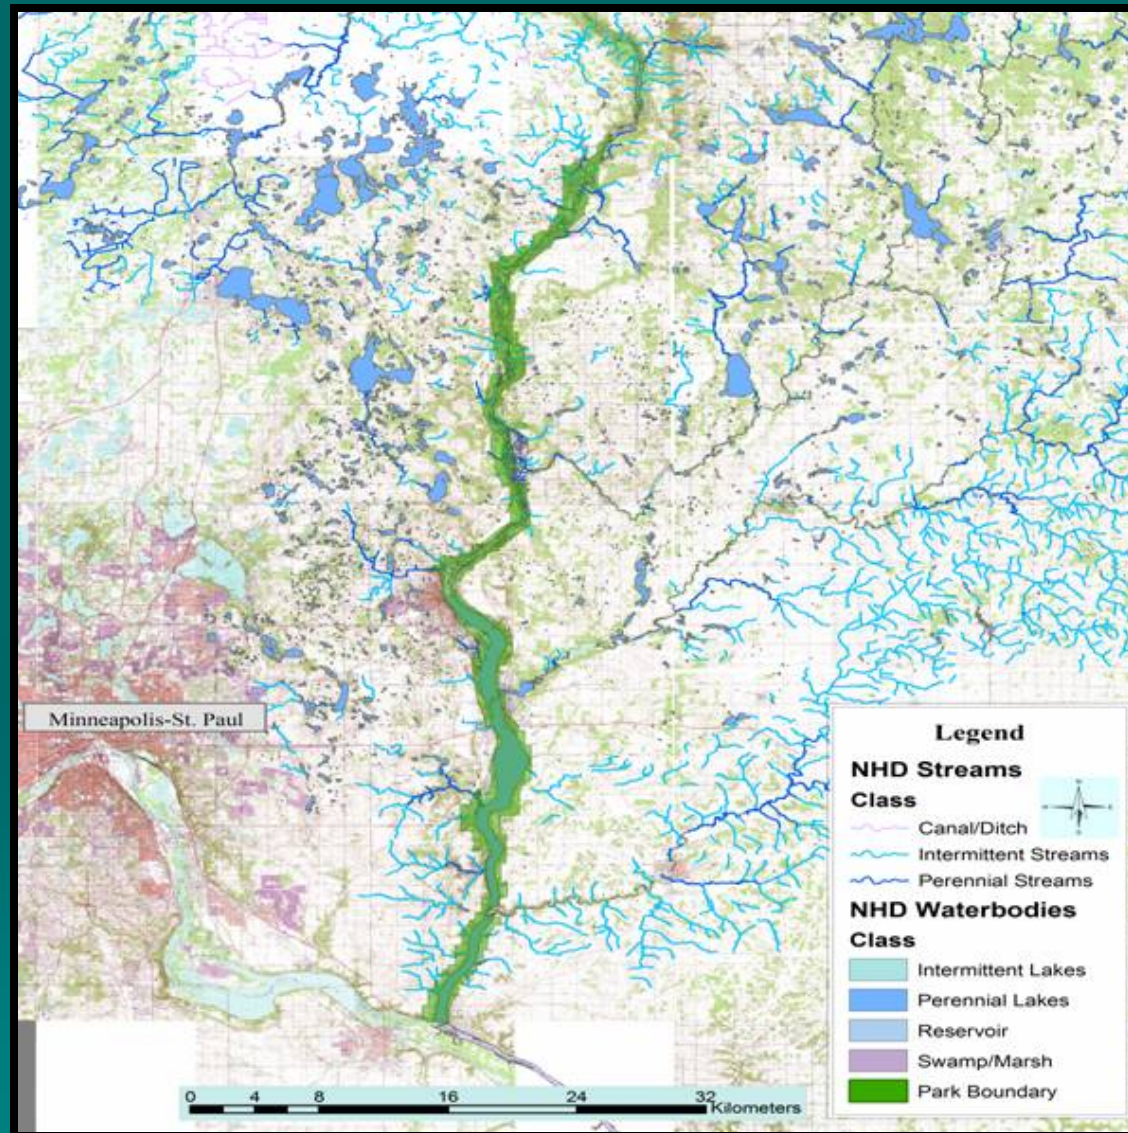 Minneapolis-St. Paul
Legend
NHD Streams
Class
Canal/Ditch
Intermittent Streams
Perennial Streams
NHD Waterbodies
Class
Intermittent Lakes
Perennial Lakes
Reservoir
Swamp/Marsh
Park Boundary
0 4 8 16 24 32 Kilometers